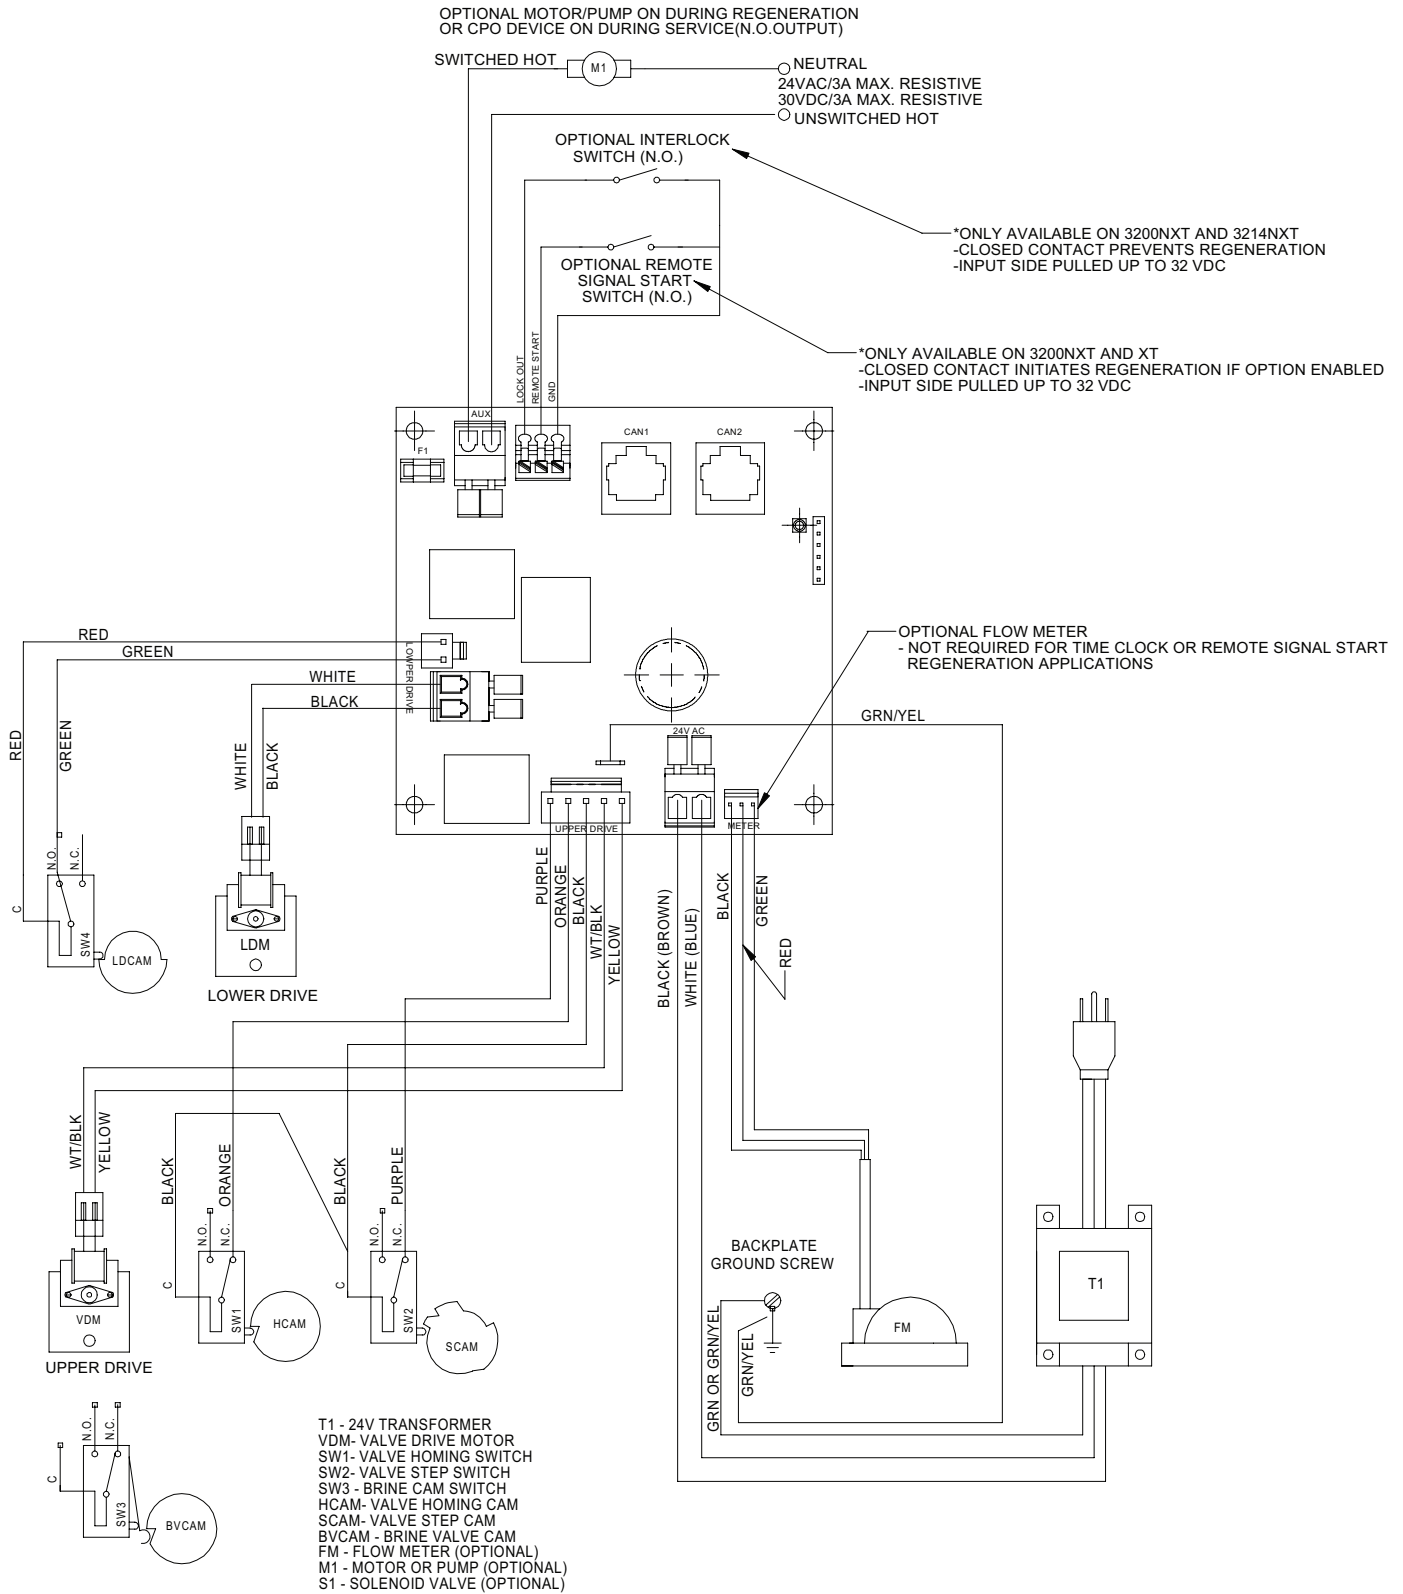 OPTIONAL MOTOR/PUMP ON DURING REGENERATION
OR CPO DEVICE ON DURING SERVICE(N.O.OUTPUT)
SWITCHED HOT
M1
NEUTRAL
24VAC/3A MAX. RESISTIVE
30VDC/3A MAX. RESISTIVE
UNSWITCHED HOT
OPTIONAL INTERLOCK
SWITCH (N.O.)
*ONLY AVAILABLE ON 3200NXT AND 3214NXT
-CLOSED CONTACT PREVENTS REGENERATION
-INPUT SIDE PULLED UP TO 32 VDC
OPTIONAL REMOTE
SIGNAL START
SWITCH (N.O.)
*ONLY AVAILABLE ON 3200NXT AND XT
-CLOSED CONTACT INITIATES REGENERATION IF OPTION ENABLED
-INPUT SIDE PULLED UP TO 32 VDC
LOCK OUT
REMOTE START
GND
AUX
F1
CAN1
CAN2
RED
GREEN
WHITE
BLACK
LOWPER DRIVE
OPTIONAL FLOW METER
- NOT REQUIRED FOR TIME CLOCK OR REMOTE SIGNAL START
REGENERATION APPLICATIONS
GRN/YEL
24V AC
UPPER DRIVE
METER
RED
GREEN
WHITE
BLACK
N.O.
N.C.
C
SW4
LDCAM
LDM
LOWER DRIVE
PURPLE
ORANGE
BLACK
WT/BLK
YELLOW
BLACK (BROWN)
WHITE (BLUE)
BLACK
GREEN
RED
WT/BLK
YELLOW
BLACK
ORANGE
BLACK
PURPLE
VDM
UPPER DRIVE
N.O.
N.C.
C
SW1
HCAM
N.O.
N.C.
C
SW2
SCAM
BACKPLATE
GROUND SCREW
GRN OR GRN/YEL
GRN/YEL
FM
T1
N.O.
N.C.
C
SW3
BVCAM
T1 - 24V TRANSFORMER
VDM- VALVE DRIVE MOTOR
SW1- VALVE HOMING SWITCH
SW2- VALVE STEP SWITCH
SW3 - BRINE CAM SWITCH
HCAM- VALVE HOMING CAM
SCAM- VALVE STEP CAM
BVCAM - BRINE VALVE CAM
FM - FLOW METER (OPTIONAL)
M1 - MOTOR OR PUMP (OPTIONAL)
S1 - SOLENOID VALVE (OPTIONAL)